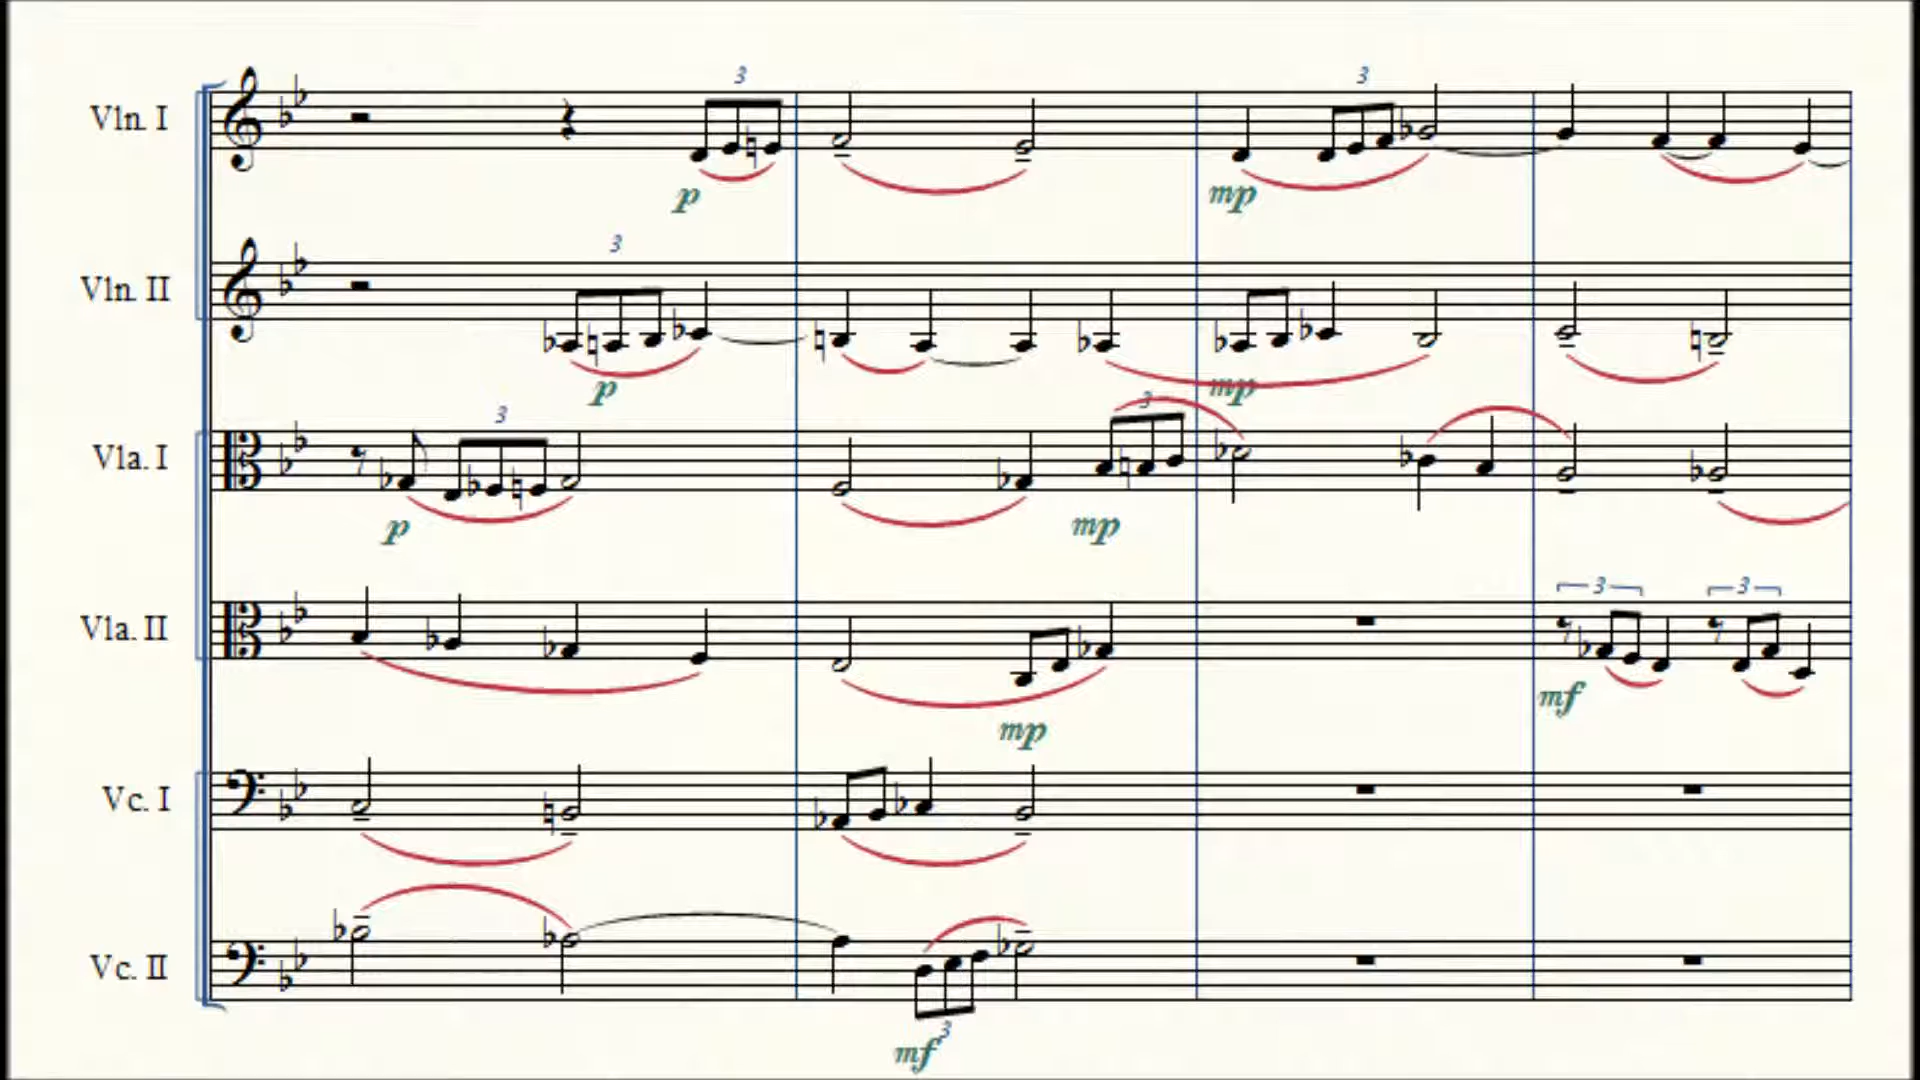 3 3
Vln. I
p mp
3
Vln. II
p mp
3 3
Vla. I
p mp
3 3
Vla. II
mp mf
Vc. I
Vc. II
3
mf